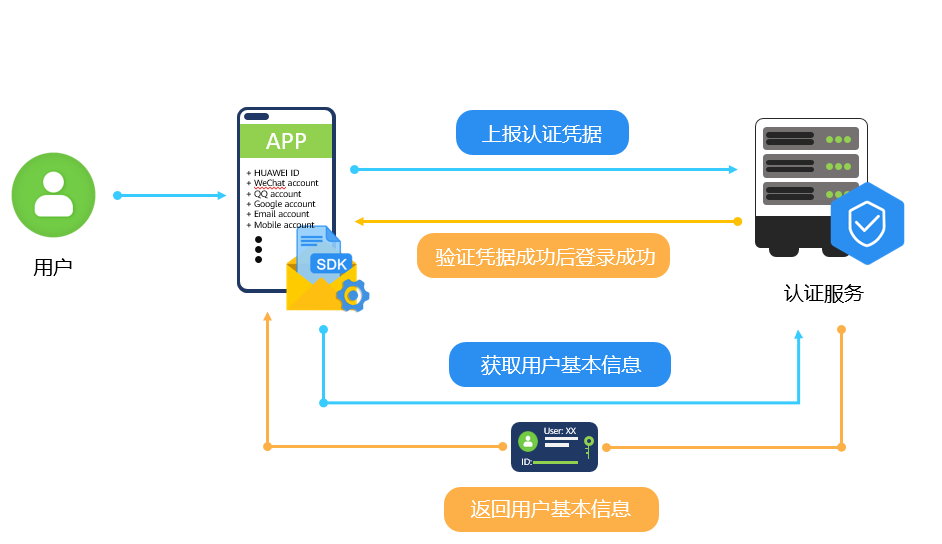 APP
+ HUAWEI ID
+ WeChat account
+ QQ account
+ Google account
+ Email account
+ Mobile account
SDK
用户
上报认证凭据
验证凭据成功后登录成功
认证服务
获取用户基本信息
User: XX
ID:
返回用户基本信息